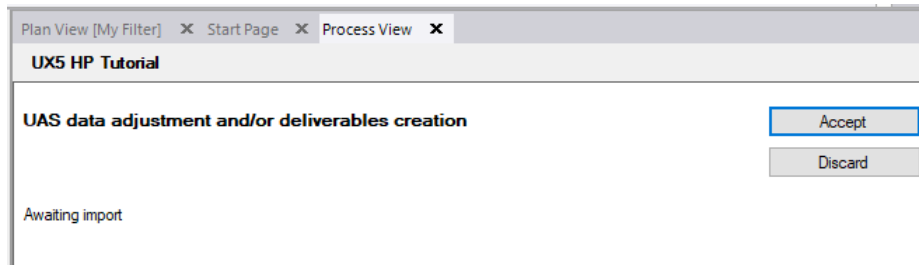 Plan View [My Filter] X Start Page X Process View X
UX5 HP Tutorial
UAS data adjustment and/or deliverables creation
Accept
Discard
Awaiting import